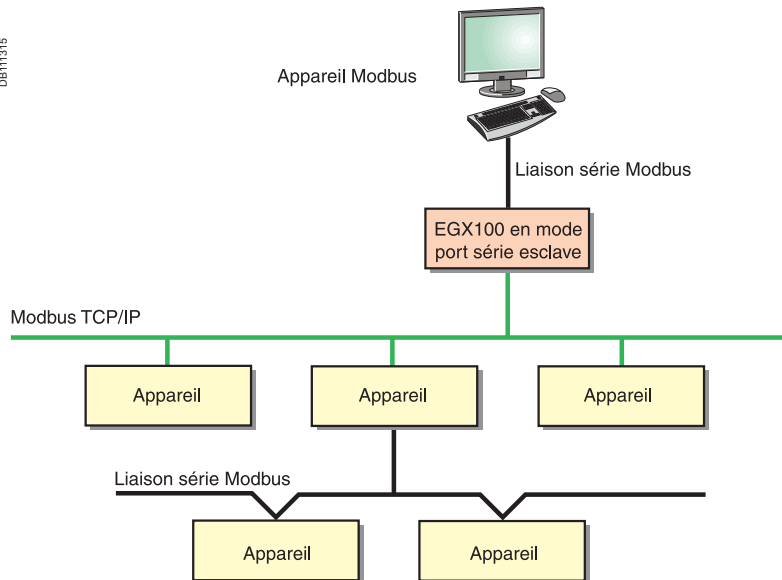 DB111315
Appareil Modbus
Liaison série Modbus
EGX100 en mode
port série esclave
Modbus TCP/IP
Appareil
Appareil
Appareil
Liaison série Modbus
Appareil
Appareil